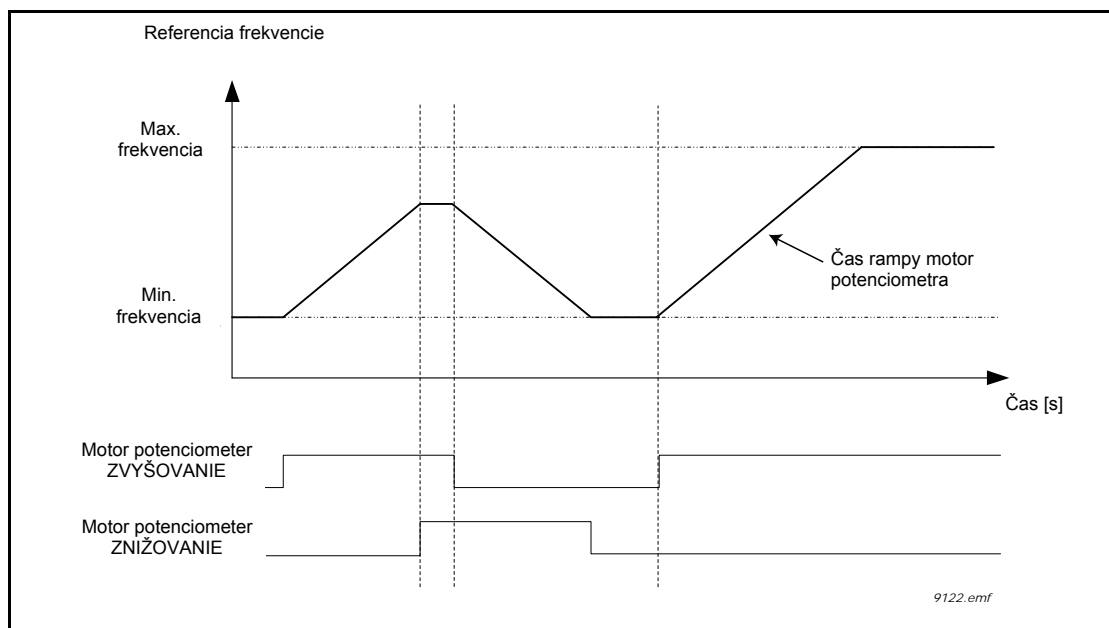 Referencia frekvencie
Max.
frekvencia
Min.
frekvencia
Čas rampy motor
potenciometra
Čas [s]
Motor potenciometer
ZVYŠOVANIE
Motor potenciometer
ZNIŽOVANIE
9122.emf